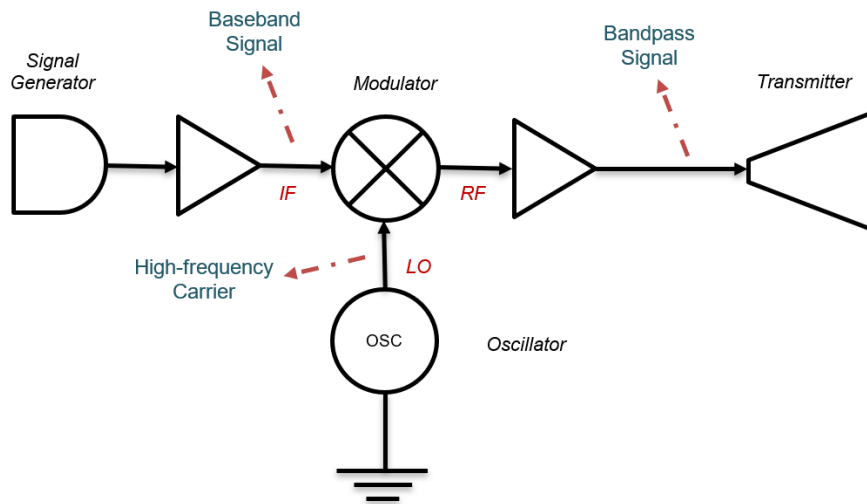 Baseband
Signal
Bandpass
Signal
Signal
Generator
Modulator
Transmitter
IF
RF
High-frequency
Carrier
LO
OSC
Oscillator